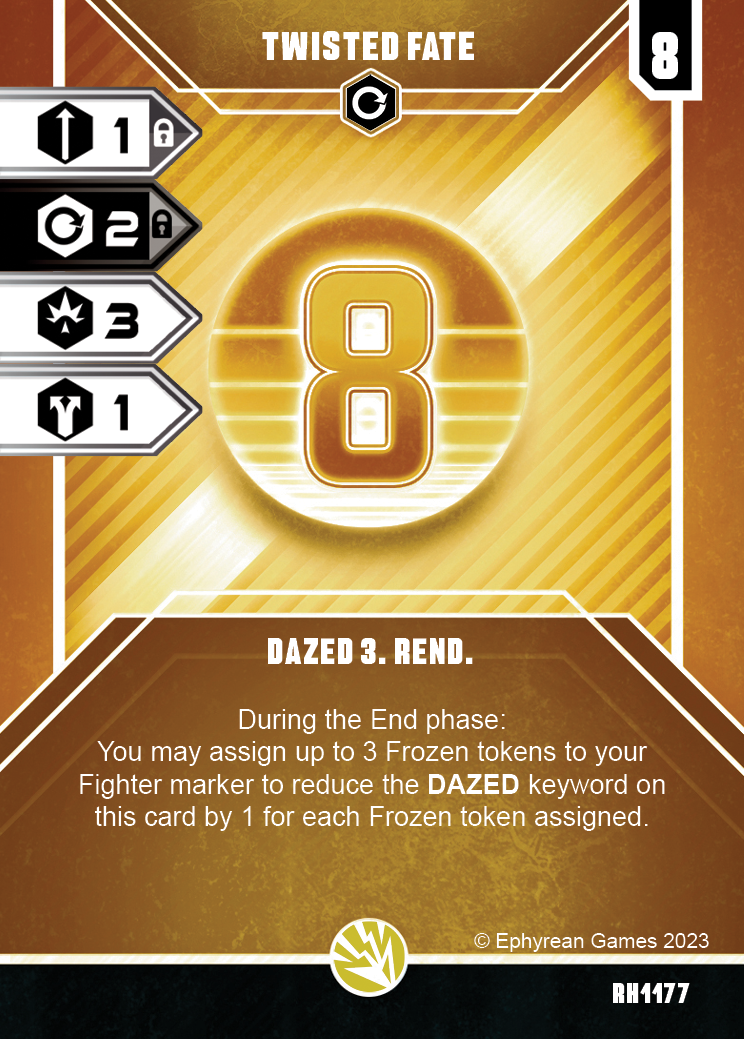 TWISTED FATE
8
1
2
3
1
8
DAZED 3. REND.
During the End phase:
You may assign up to 3 Frozen tokens to your
Fighter marker to reduce the DAZED keyword on
this card by 1 for each Frozen token assigned.
© Ephyrean Games 2023
RH1177